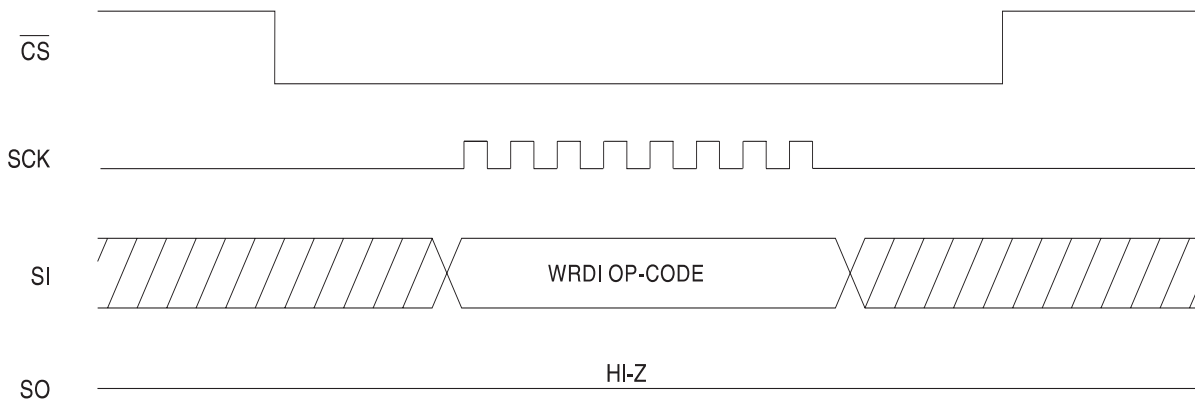 CS
SCK
SI
WRDI OP-CODE
HI-Z
SO